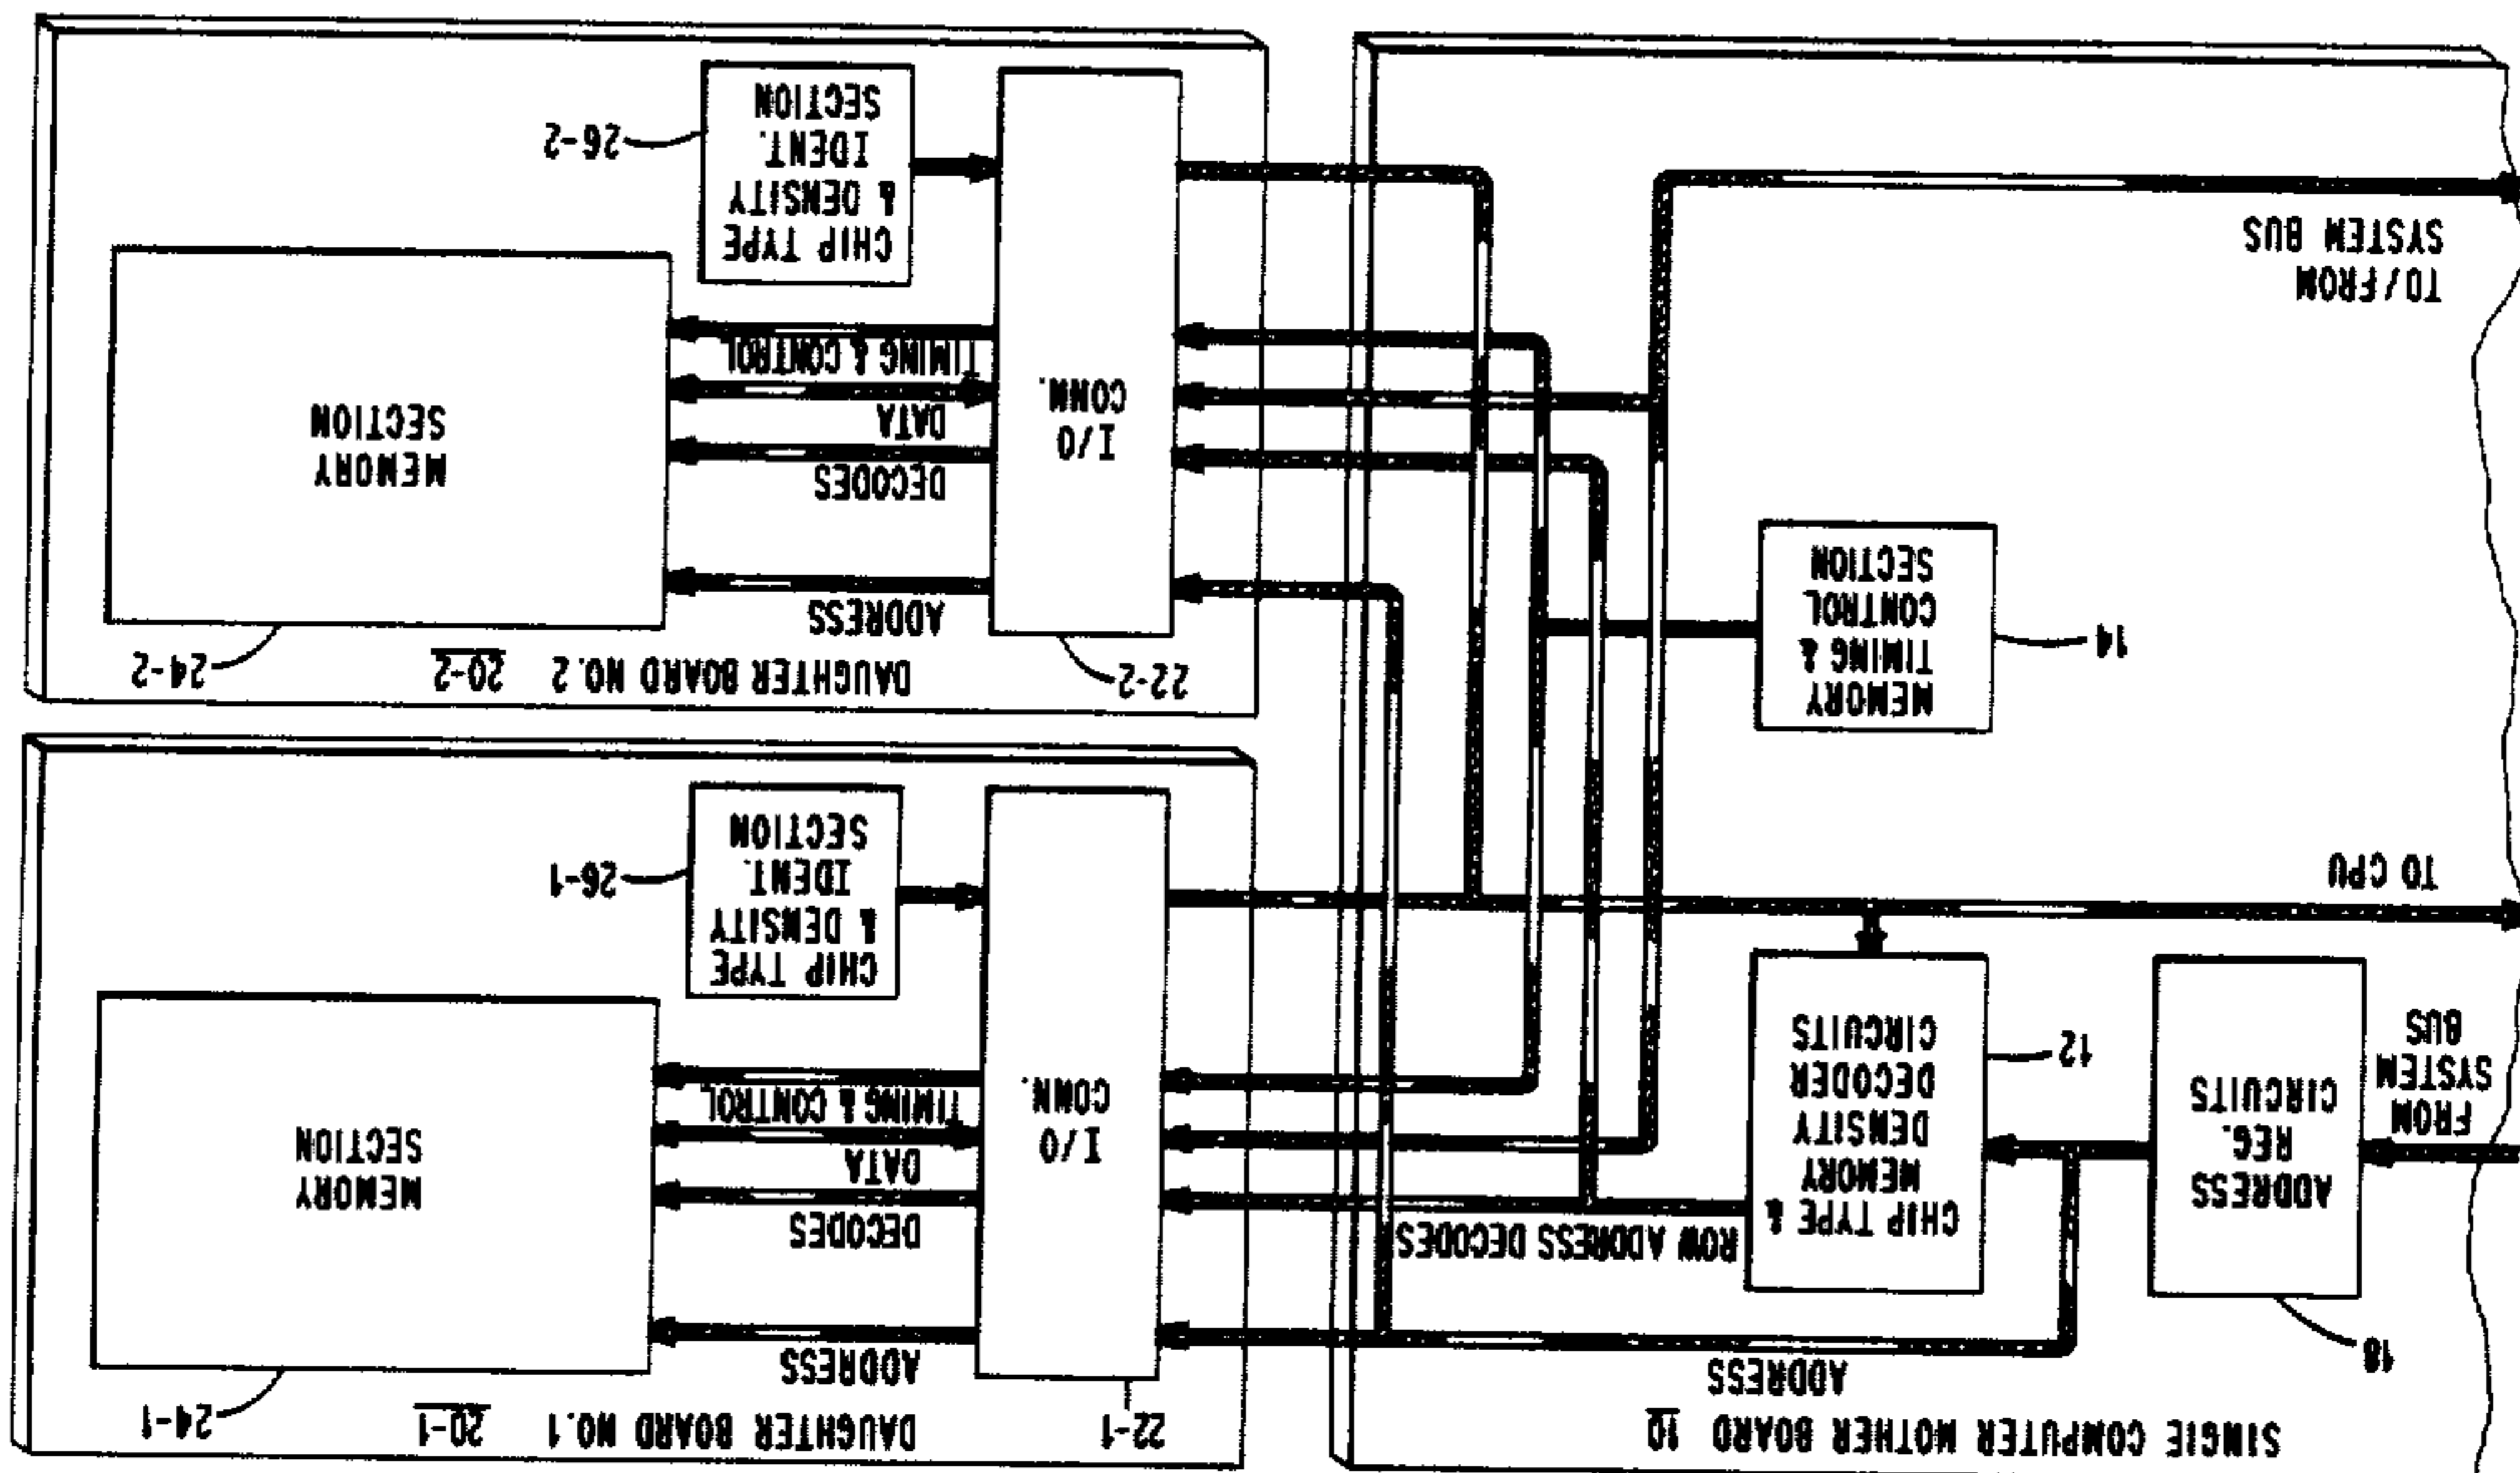 SINGIE COMPUTER MOTHER BOARD 10
ADDRESS
18
ADDRESS
REG.
CIRCUITS
FROM
SYSTEM
BUS
CHIP TYPE &
MEMORY
DENSITY
DECODER
CIRCUITS
12
ROW ADDRESS DECODES
TO CPU
MEMORY
TIMING &
CONTROL
SECTION
14
TO/FROM
SYSTEM BUS
DAUGHTER BOARD NO.1 20-1
22-1
24-1
ADDRESS
DECODES
DATA
TIMING & CONTROL
I/O
CONN.
MEMORY
SECTION
CHIP TYPE
& DENSITY
IDENT.
SECTION
26-1
DAUGHTER BOARD NO.2 20-2
22-2
24-2
ADDRESS
DECODES
DATA
TIMING & CONTROL
I/O
CONN.
MEMORY
SECTION
CHIP TYPE
& DENSITY
IDENT.
SECTION
26-2